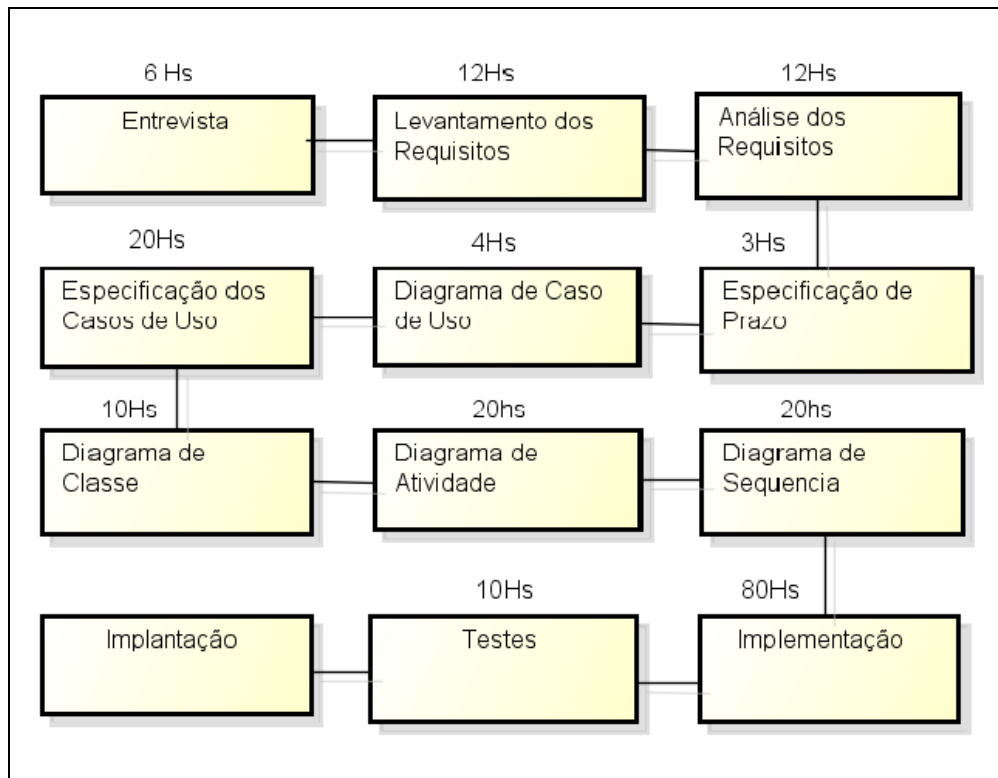 6 Hs
12Hs
12Hs
Entrevista
Levantamento dos
Requisitos
Análise dos
Requisitos
20Hs
4Hs
3Hs
Especificação dos
Casos de Uso
Diagrama de Caso
de Uso
Especificação de
Prazo
10Hs
20hs
20hs
Diagrama de
Classe
Diagrama de
Atividade
Diagrama de
Sequencia
10Hs
80Hs
Implantação
Testes
Implementação